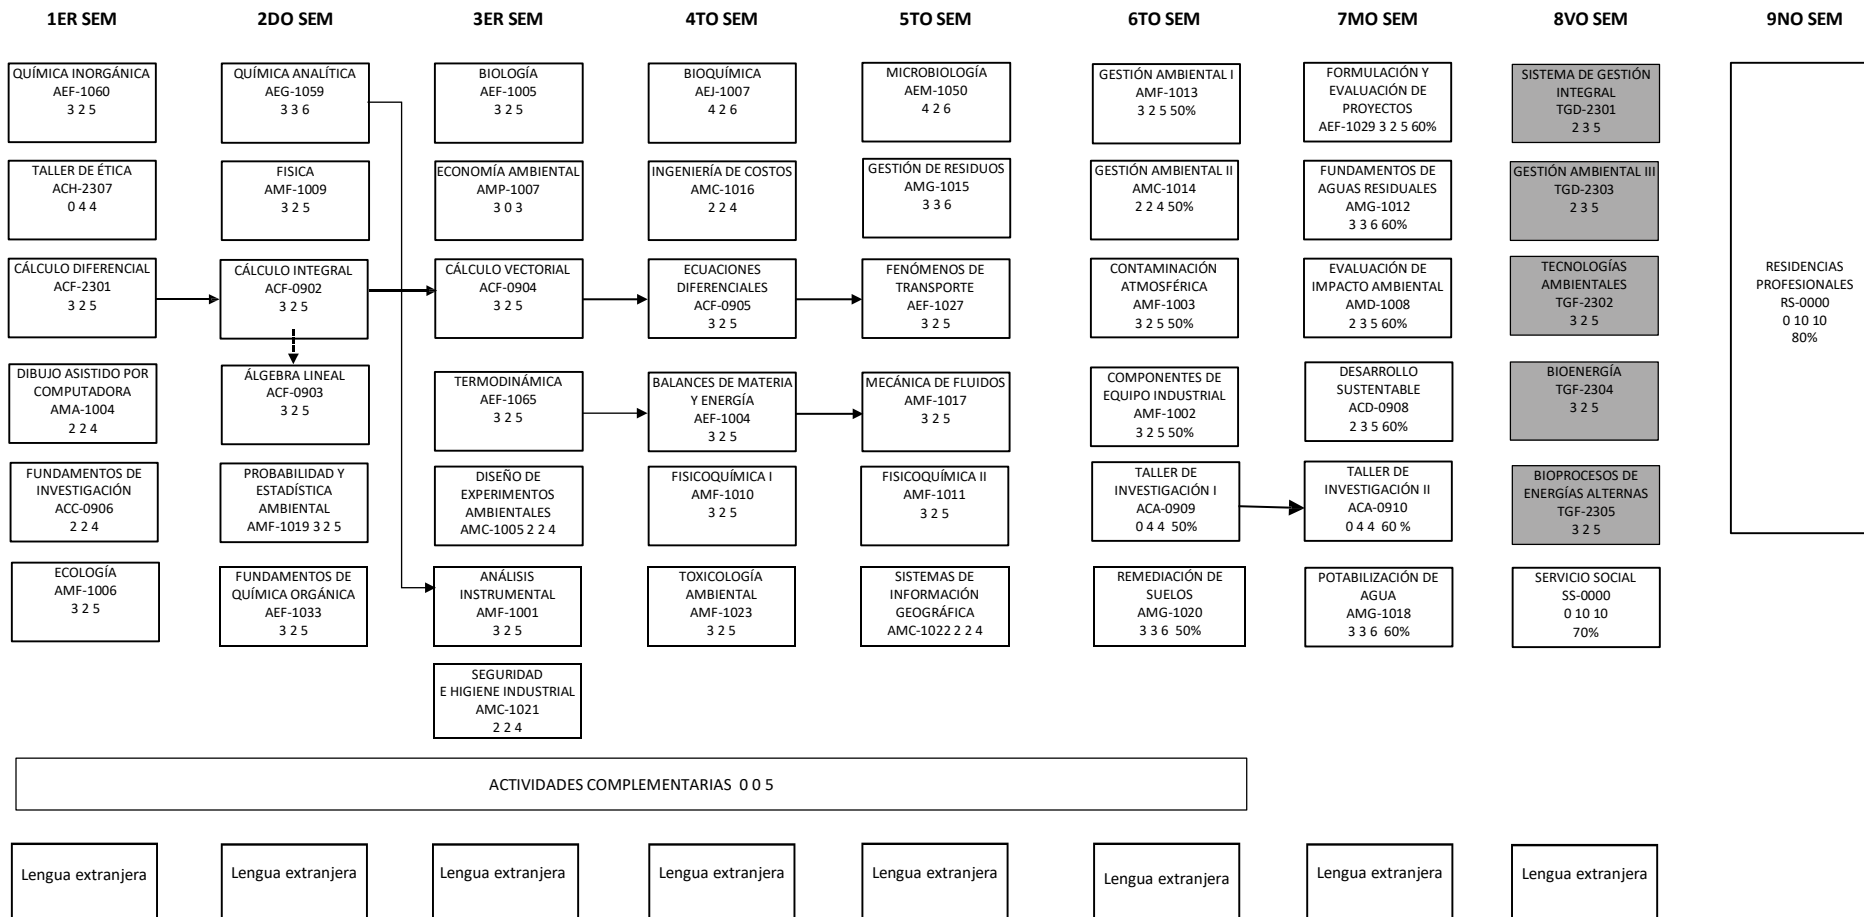 1ER SEM
2DO SEM
3ER SEM
4TO SEM
5TO SEM
6TO SEM
7MO SEM
8VO SEM
9NO SEM
QUÍMICA INORGÁNICA
AEF-1060
3 2 5
TALLER DE ÉTICA
ACH-2307
0 4 4
CÁLCULO DIFERENCIAL
ACF-2301
3 2 5
DIBUJO ASISTIDO POR
COMPUTADORA
AMA-1004
2 2 4
FUNDAMENTOS DE
INVESTIGACIÓN
ACC-0906
2 2 4
ECOLOGÍA
AMF-1006
3 2 5
QUÍMICA ANALÍTICA
AEG-1059
3 3 6
FISICA
AMF-1009
3 2 5
CÁLCULO INTEGRAL
ACF-0902
3 2 5
ÁLGEBRA LINEAL
ACF-0903
3 2 5
PROBABILIDAD Y
ESTADÍSTICA
AMBIENTAL
AMF-1019 3 2 5
FUNDAMENTOS DE
QUÍMICA ORGÁNICA
AEF-1033
3 2 5
BIOLOGÍA
AEF-1005
3 2 5
ECONOMÍA AMBIENTAL
AMP-1007
3 0 3
CÁLCULO VECTORIAL
ACF-0904
3 2 5
TERMODINÁMICA
AEF-1065
3 2 5
DISEÑO DE
EXPERIMENTOS
AMBIENTALES
AMC-1005 2 2 4
ANÁLISIS
INSTRUMENTAL
AMF-1001
3 2 5
SEGURIDAD
E HIGIENE INDUSTRIAL
AMC-1021
2 2 4
BIOQUÍMICA
AEJ-1007
4 2 6
INGENIERÍA DE COSTOS
AMC-1016
2 2 4
ECUACIONES
DIFERENCIALES
ACF-0905
3 2 5
BALANCES DE MATERIA
Y ENERGÍA
AEF-1004
3 2 5
FISICOQUÍMICA I
AMF-1010
3 2 5
TOXICOLOGÍA
AMBIENTAL
AMF-1023
3 2 5
MICROBIOLOGÍA
AEM-1050
4 2 6
GESTIÓN DE RESIDUOS
AMG-1015
3 3 6
FENÓMENOS DE
TRANSPORTE
AEF-1027
3 2 5
MECÁNICA DE FLUIDOS
AMF-1017
3 2 5
FISICOQUÍMICA II
AMF-1011
3 2 5
SISTEMAS DE
INFORMACIÓN
GEOGRÁFICA
AMC-1022 2 2 4
GESTIÓN AMBIENTAL I
AMF-1013
3 2 5 50%
GESTIÓN AMBIENTAL II
AMC-1014
2 2 4 50%
CONTAMINACIÓN
ATMOSFÉRICA
AMF-1003
3 2 5 50%
COMPONENTES DE
EQUIPO INDUSTRIAL
AMF-1002
3 2 5 50%
TALLER DE
INVESTIGACIÓN I
ACA-0909
0 4 4 50%
REMEDIACIÓN DE
SUELOS
AMG-1020
3 3 6 50%
FORMULACIÓN Y
EVALUACIÓN DE
PROYECTOS
AEF-1029 3 2 5 60%
FUNDAMENTOS DE
AGUAS RESIDUALES
AMG-1012
3 3 6 60%
EVALUACIÓN DE
IMPACTO AMBIENTAL
AMD-1008
2 3 5 60%
DESARROLLO
SUSTENTABLE
ACD-0908
2 3 5 60%
TALLER DE
INVESTIGACIÓN II
ACA-0910
0 4 4 60 %
POTABILIZACIÓN DE
AGUA
AMG-1018
3 3 6 60%
SISTEMA DE GESTIÓN
INTEGRAL
TGD-2301
2 3 5
GESTIÓN AMBIENTAL III
TGD-2303
2 3 5
TECNOLOGÍAS
AMBIENTALES
TGF-2302
3 2 5
BIOENERGÍA
TGF-2304
3 2 5
BIOPROCESOS DE
ENERGÍAS ALTERNAS
TGF-2305
3 2 5
SERVICIO SOCIAL
SS-0000
0 10 10
70%
RESIDENCIAS
PROFESIONALES
RS-0000
0 10 10
80%
ACTIVIDADES COMPLEMENTARIAS 0 0 5
Lengua extranjera
Lengua extranjera
Lengua extranjera
Lengua extranjera
Lengua extranjera
Lengua extranjera
Lengua extranjera
Lengua extranjera